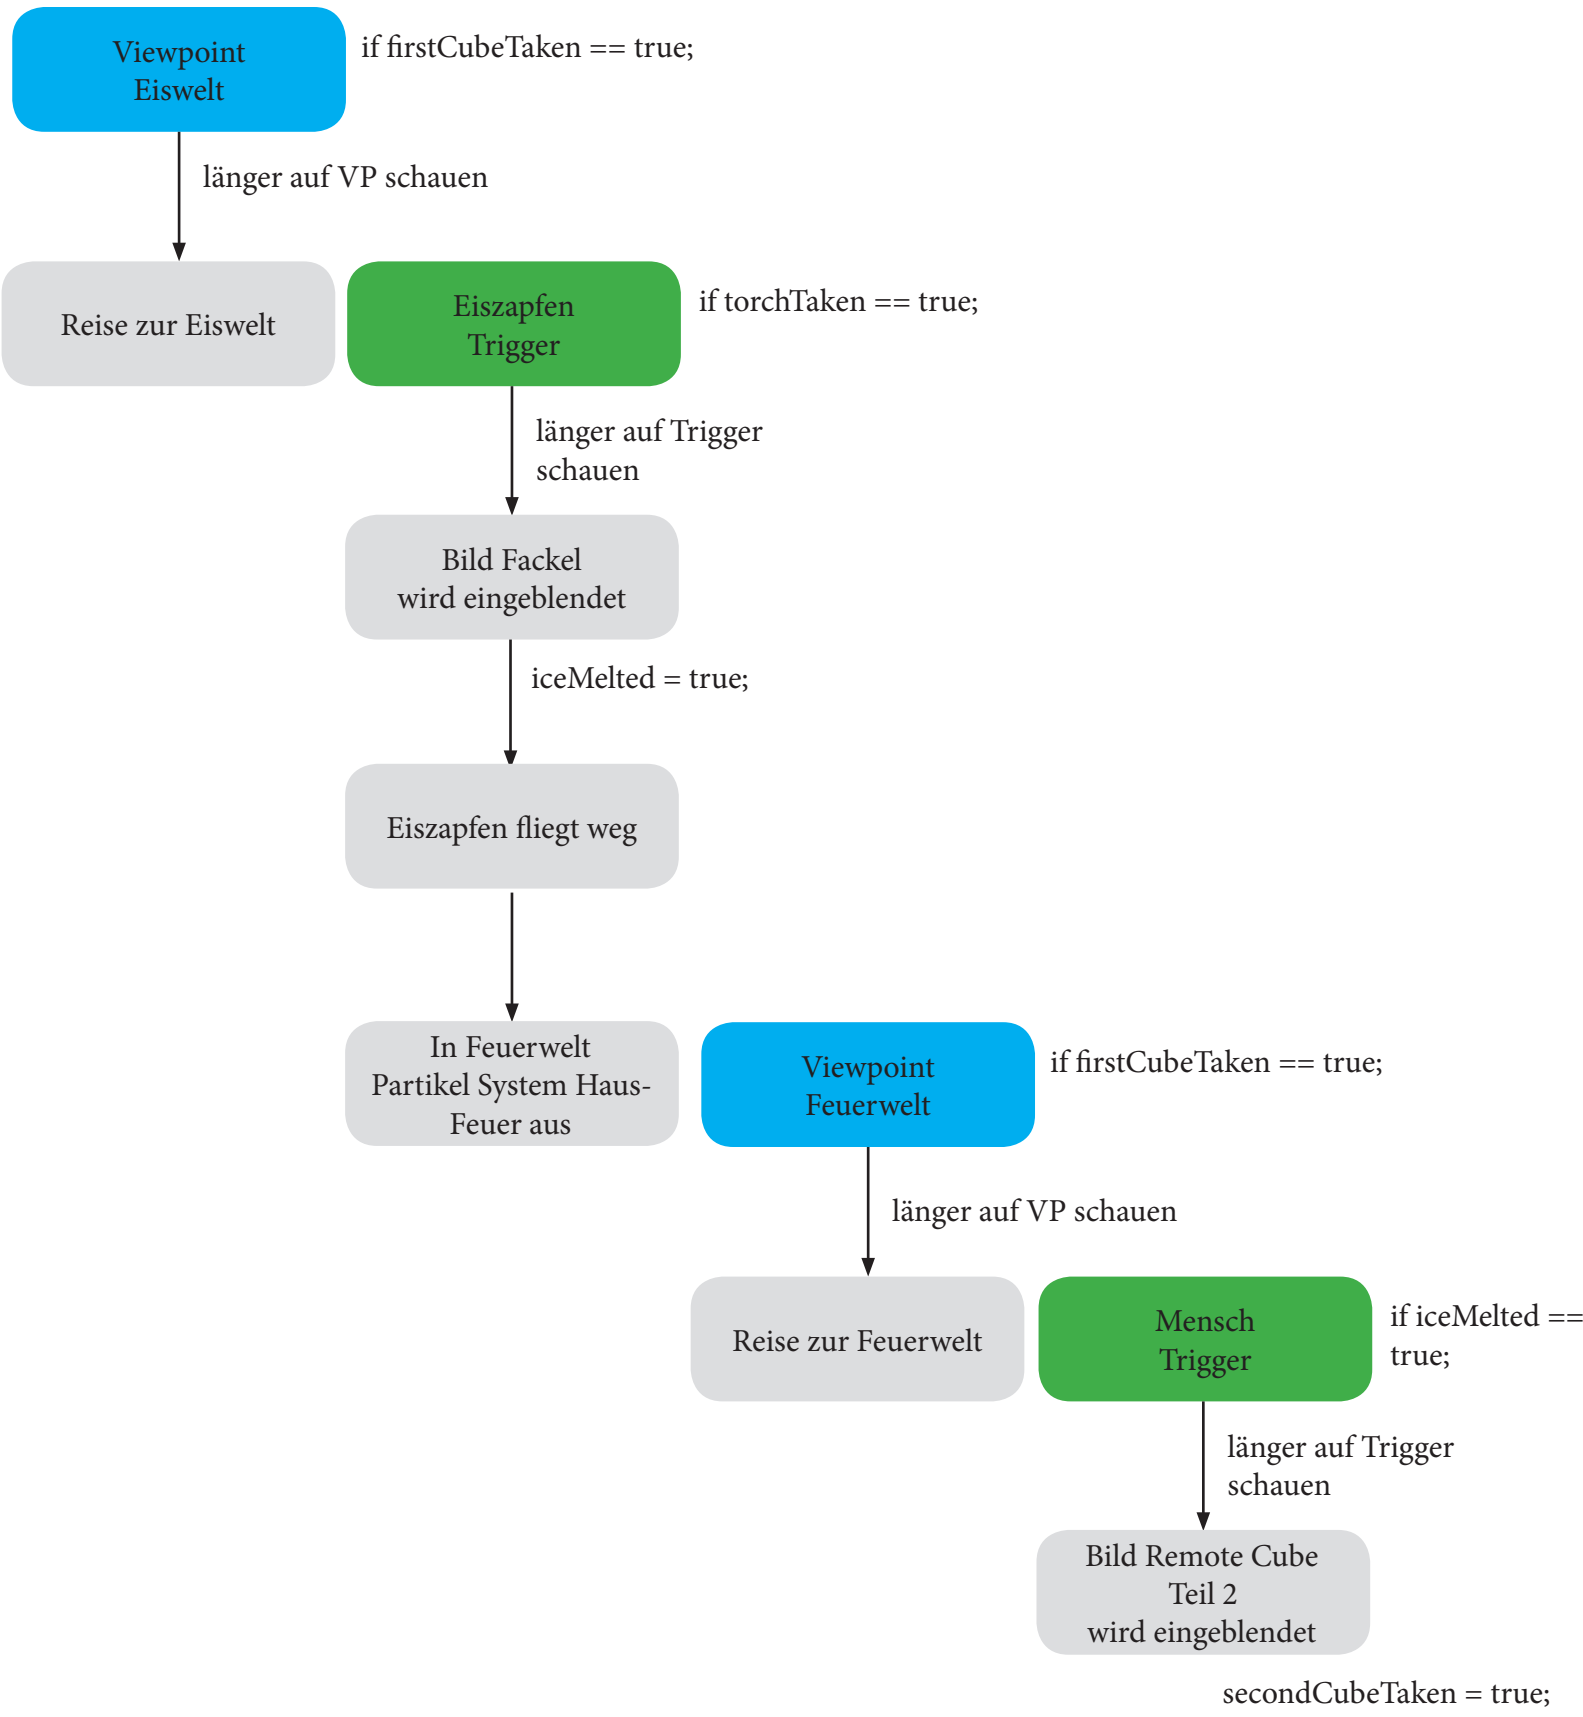 Viewpoint
Eiswelt
if firstCubeTaken == true;
länger auf VP schauen
Reise zur Eiswelt
Eiszapfen
Trigger
if torchTaken == true;
länger auf Trigger
schauen
Bild Fackel
wird eingeblendet
iceMelted = true;
Eiszapfen fliegt weg
In Feuerwelt
Partikel System Haus-
Feuer aus
Viewpoint
Feuerwelt
if firstCubeTaken == true;
länger auf VP schauen
Reise zur Feuerwelt
Mensch
Trigger
if iceMelted ==
true;
länger auf Trigger
schauen
Bild Remote Cube
Teil 2
wird eingeblendet
secondCubeTaken = true;